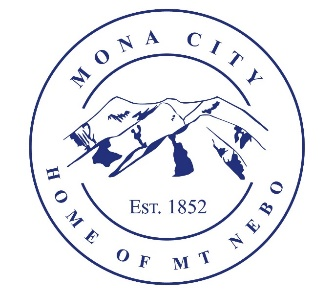 MONA CITY
EST. 1852
HOME OF MT NEBO